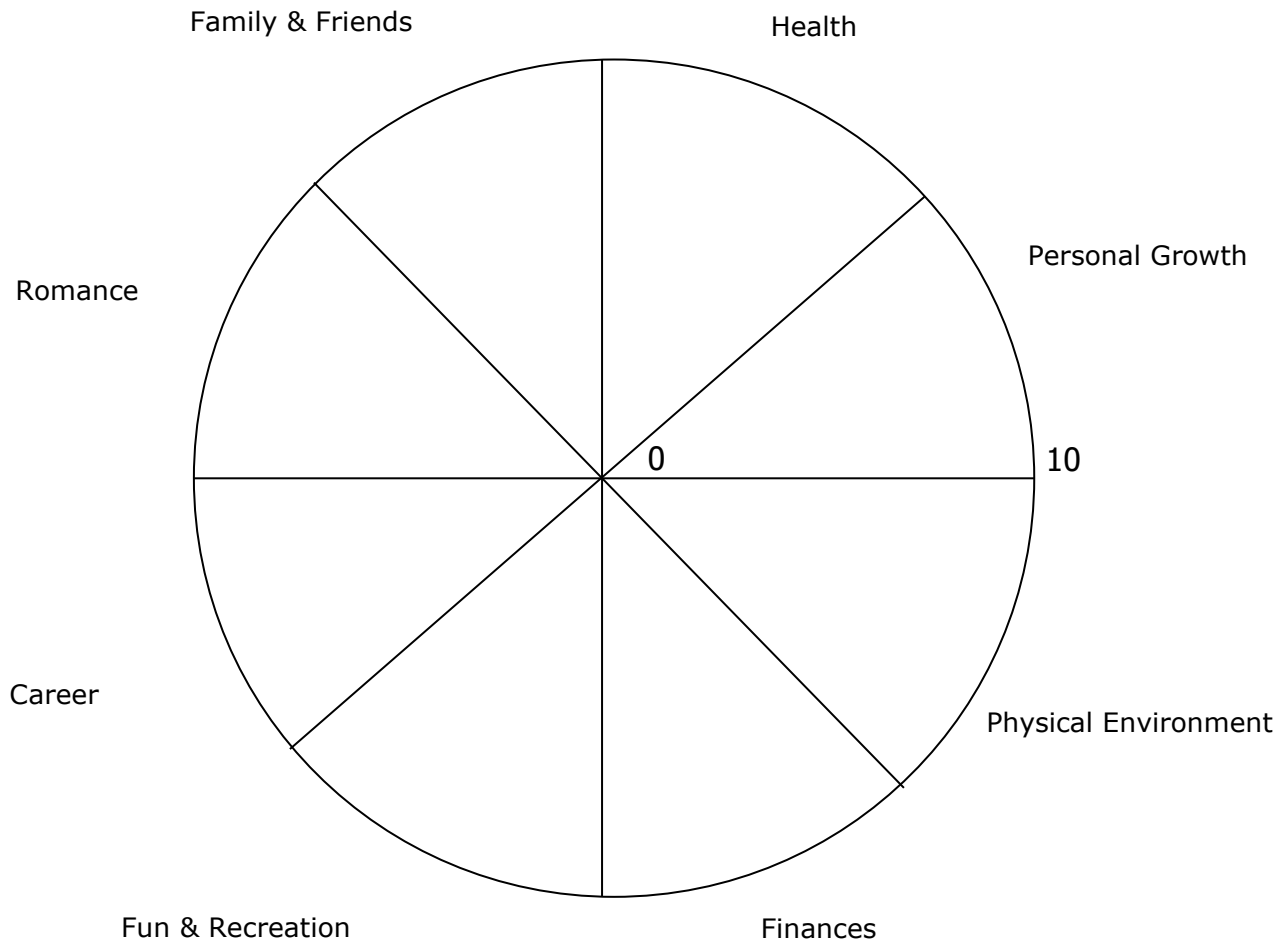 Family & Friends
Health
Personal Growth
Romance
0
10
Career
Physical Environment
Fun & Recreation
Finances